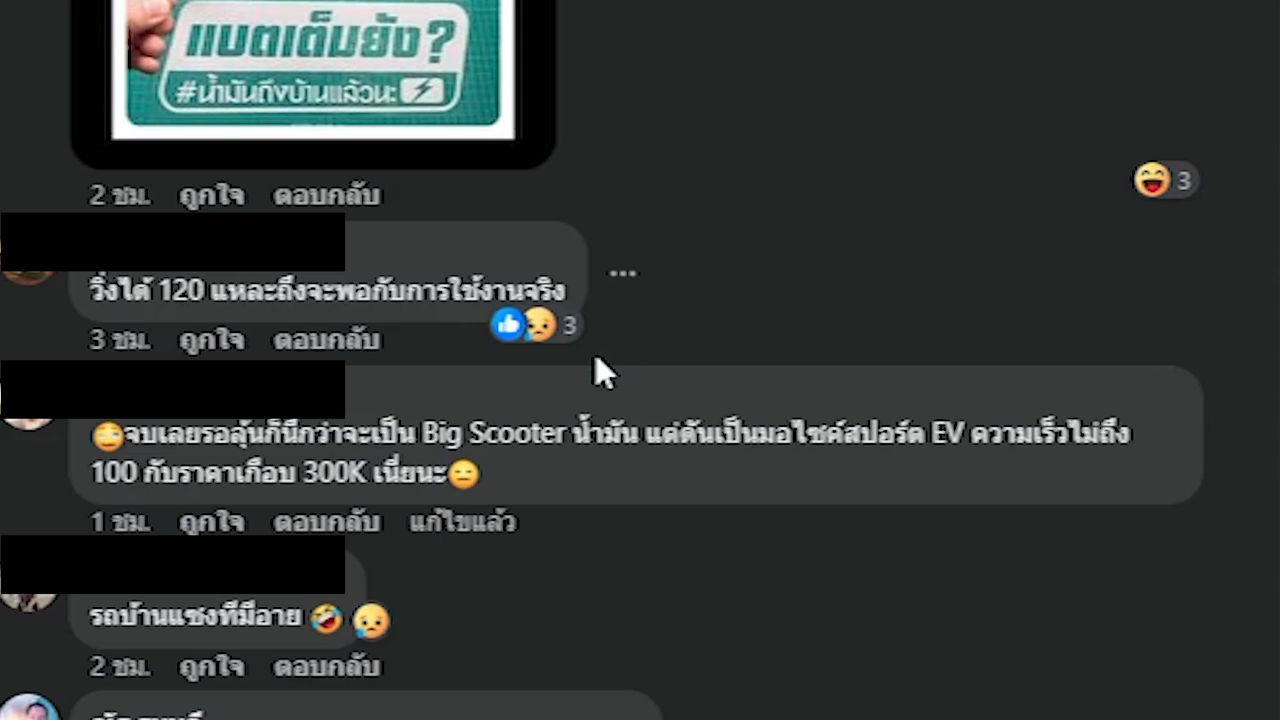 แบตเต็มยัง?
#น้ำมันถึงบ้านแล้วนะ
2 ชม. ถูกใจ ตอบกลับ
3
วิ่งได้ 120 แหละถึงจะพอกับการใช้งานจริง
3
3 ชม. ถูกใจ ตอบกลับ
😳จบเลยรอลุ้นก็นึกว่าจะเป็น Big Scooter น้ำมัน แต่ดันเป็นมอไซค์สปอร์ต EV ความเร็วไม่ถึง
100 กับราคาเกือบ 300K เนี่ยนะ😑
1 ชม. ถูกใจ ตอบกลับ แก้ไขแล้ว
รถบ้านแซงทีมีอาย 🤣
2 ชม. ถูกใจ ตอบกลับ